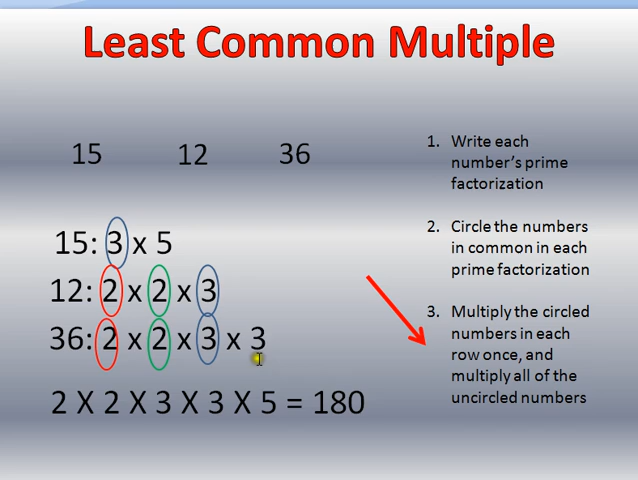 Least Common Multiple
15 12 36
15: 3 x 5
12: 2 x 2 x 3
36: 2 x 2 x 3 x 3
2 X 2 X 3 X 3 X 5 = 180
1. Write each
number's prime
factorization
2. Circle the numbers
in common in each
prime factorization
3. Multiply the circled
numbers in each
row once, and
multiply all of the
uncircled numbers